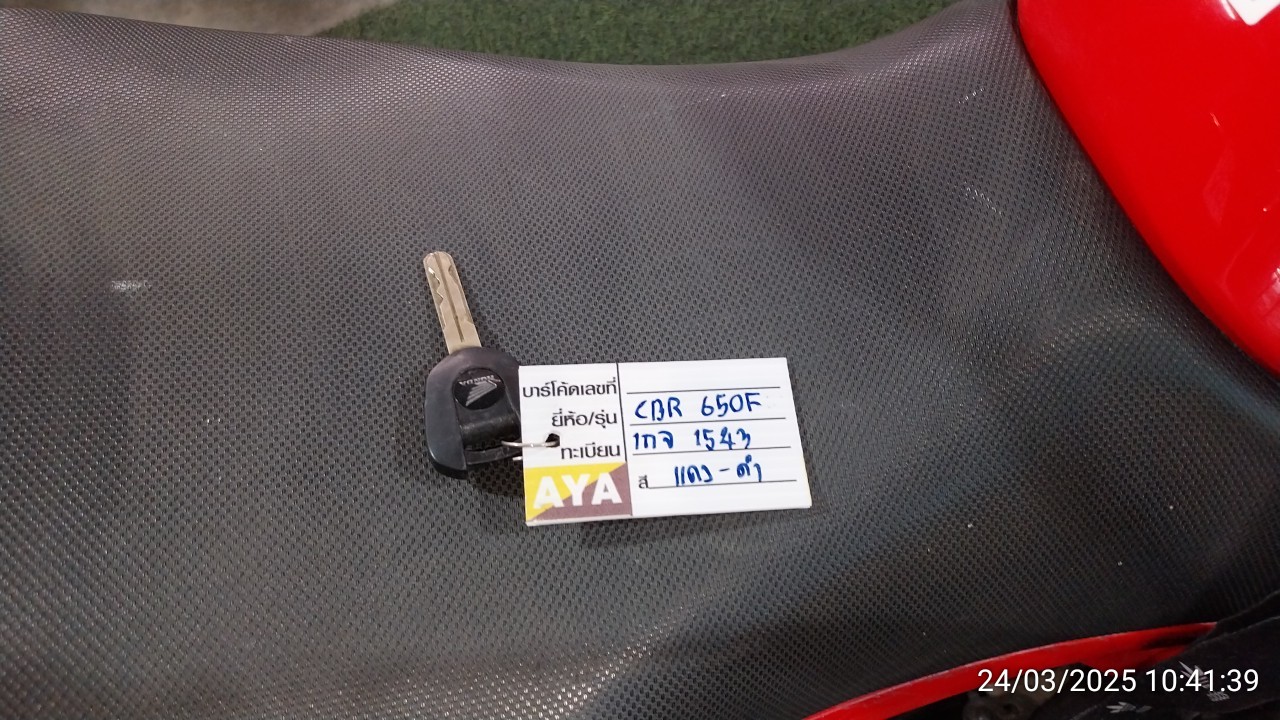 HONDA
บาร์โค้ดเลขที่
ยี่ห้อ/รุ่น CBR 650F
ทะเบียน 1กจ 1543
สี แดง-ดำ
AYA
24/03/2025 10:41:39